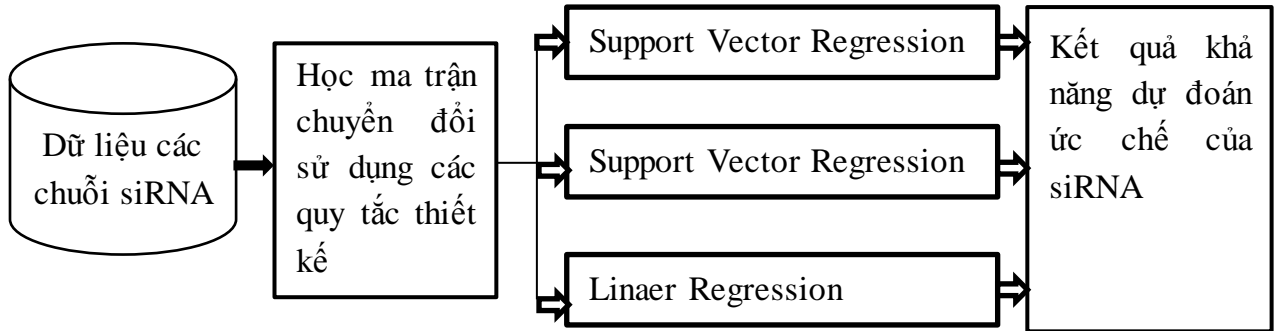 Dữ liệu các
chuỗi siRNA
Học ma trận
chuyển đổi
sử dụng các
quy tắc thiết
kế
Support Vector Regression
Support Vector Regression
Linaer Regression
Kết quả khả
năng dự đoán
ức chế của
siRNA